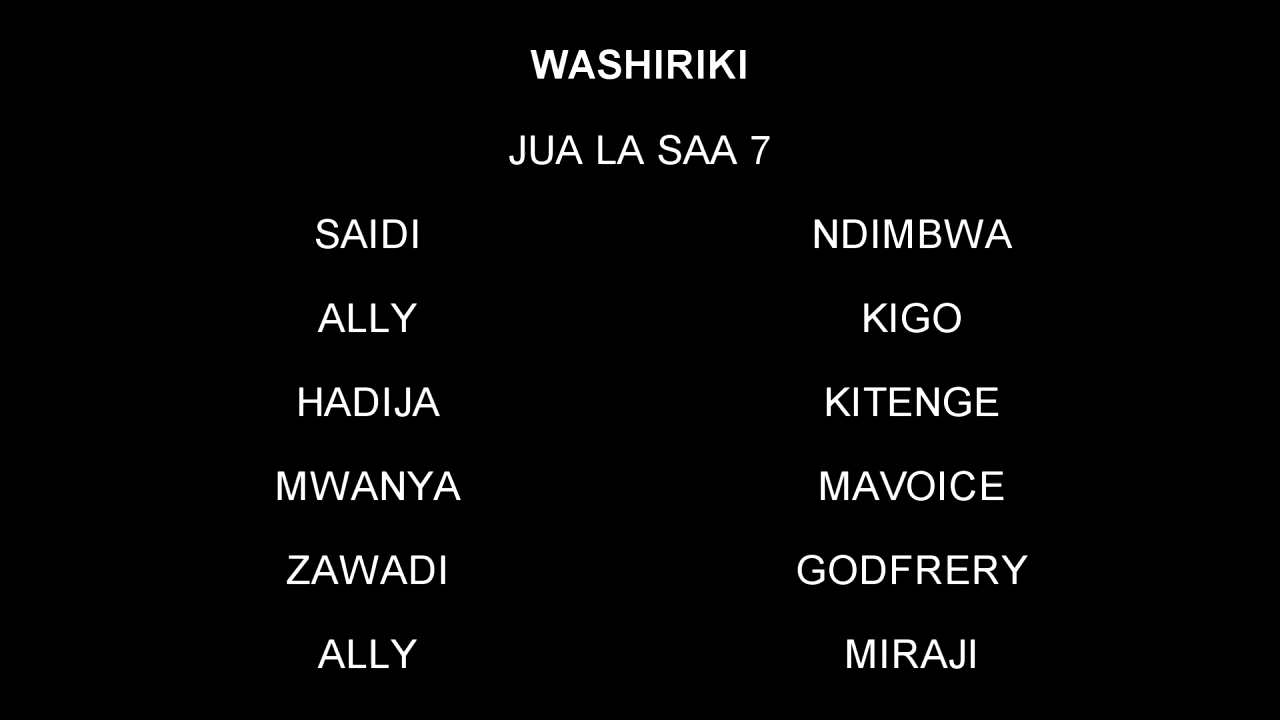 WASHIRIKI
JUA LA SAA 7
SAIDI NDIMBWA
ALLY KIGO
HADIJA KITENGE
MWANYA MAVOICE
ZAWADI GODFRERY
ALLY MIRAJI